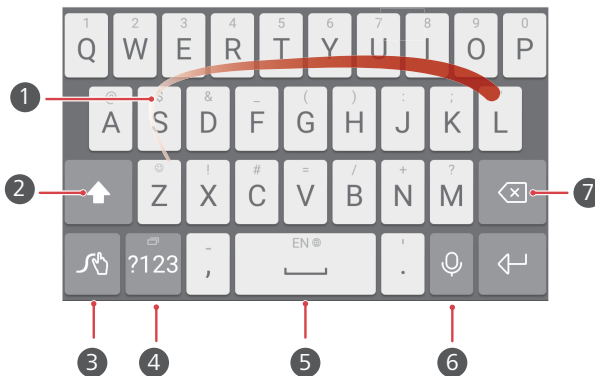 1 2 3 4 5 6 7 8 9 0
Q W E R T Y U I O P
@ $ & _ ( ) : ;
1 A S D F G H J K L
! # = / + ?
2 Z X C V B N M 7
- EN '
?123 , .
3 4 5 6